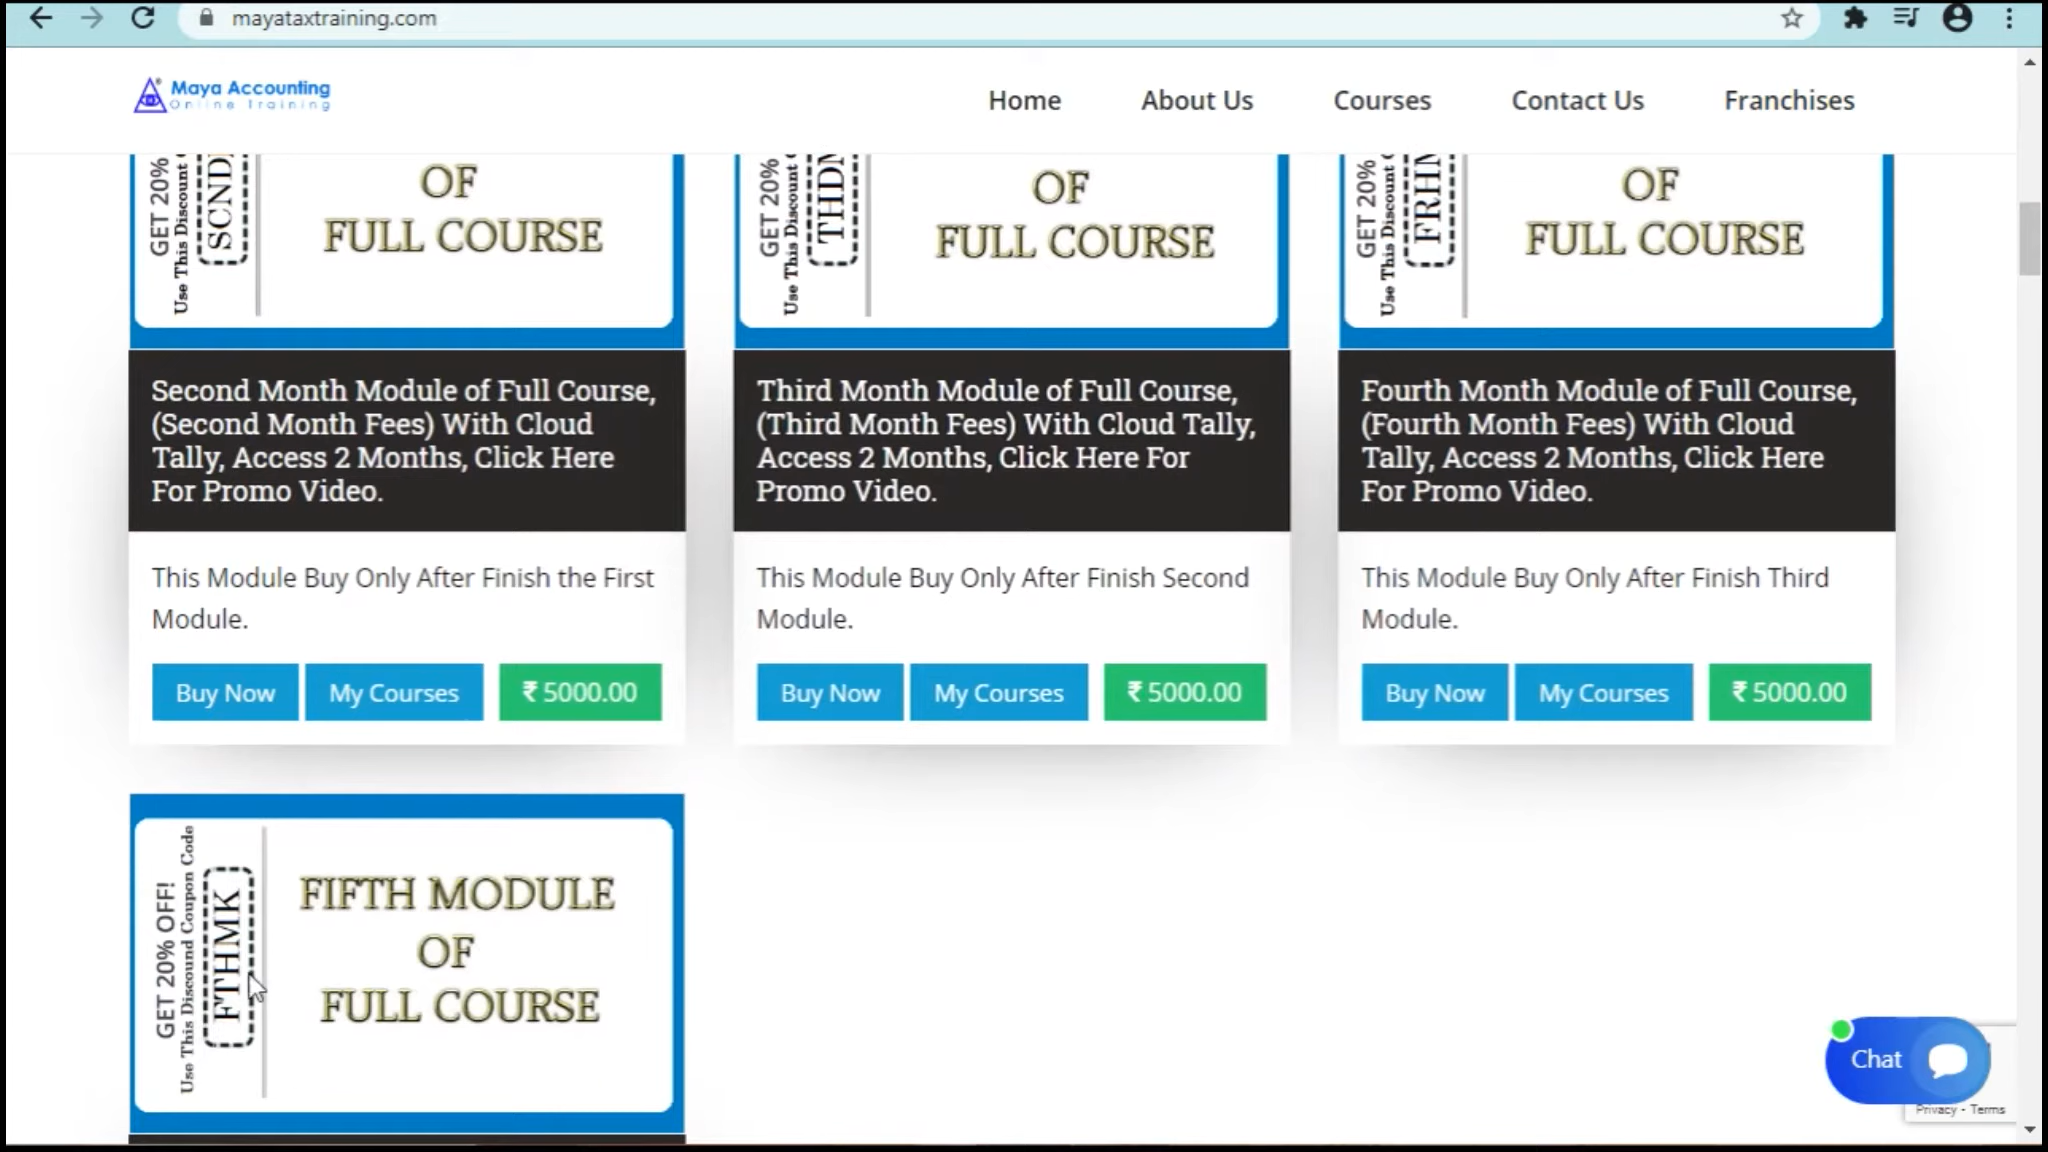 mayataxtraining.com
Maya Accounting
Online Training
Home
About Us
Courses
Contact Us
Franchises
GET 20%
Use This Discount
OF
FULL COURSE
GET 20%
Use This Discount
OF
FULL COURSE
GET 20%
Use This Discount
OF
FULL COURSE
Second Month Module of Full Course,
(Second Month Fees) With Cloud
Tally, Access 2 Months, Click Here
For Promo Video.
This Module Buy Only After Finish the First
Module.
Buy Now
My Courses
₹ 5000.00
Third Month Module of Full Course,
(Third Month Fees) With Cloud Tally,
Access 2 Months, Click Here For
Promo Video.
This Module Buy Only After Finish Second
Module.
Buy Now
My Courses
₹ 5000.00
Fourth Month Module of Full Course,
(Fourth Month Fees) With Cloud
Tally, Access 2 Months, Click Here
For Promo Video.
This Module Buy Only After Finish Third
Module.
Buy Now
My Courses
₹ 5000.00
GET 20% OFF!
Use This Discound Coupon Code
FTHMK
FIFTH MODULE
OF
FULL COURSE
Chat
Privacy - Terms